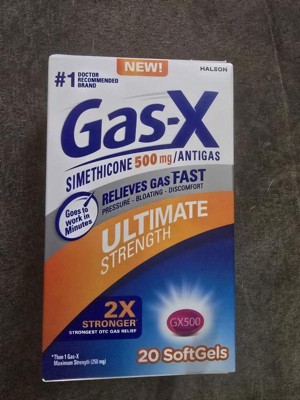 NEW!
HALEON
#1 DOCTOR
RECOMMENDED
BRAND
Gas-X
SIMETHICONE 500 mg/ANTIGAS
Goes to
work in
Minutes
RELIEVES GAS FAST
PRESSURE - BLOATING - DISCOMFORT
ULTIMATE
STRENGTH
2X
STRONGER*
STRONGEST OTC GAS RELIEF
GX500
*Than 1 Gas-X
Maximum Strength (250 mg)
20 SoftGels